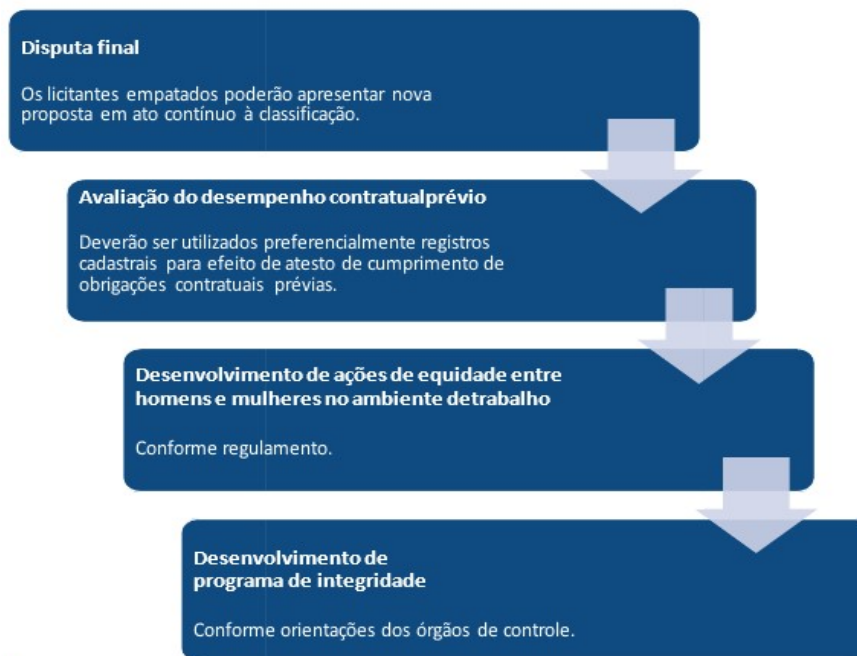 Disputa final
Os licitantes empatados poderão apresentar nova
proposta em ato contínuo à classificação.
Avaliação do desempenho contratualprévio
Deverão ser utilizados preferencialmente registros
cadastrais para efeito de atesto de cumprimento de
obrigações contratuais prévias.
Desenvolvimento de ações de equidade entre
homens e mulheres no ambiente detrabalho
Conforme regulamento.
Desenvolvimento de
programa de integridade
Conforme orientações dos órgãos de controle.